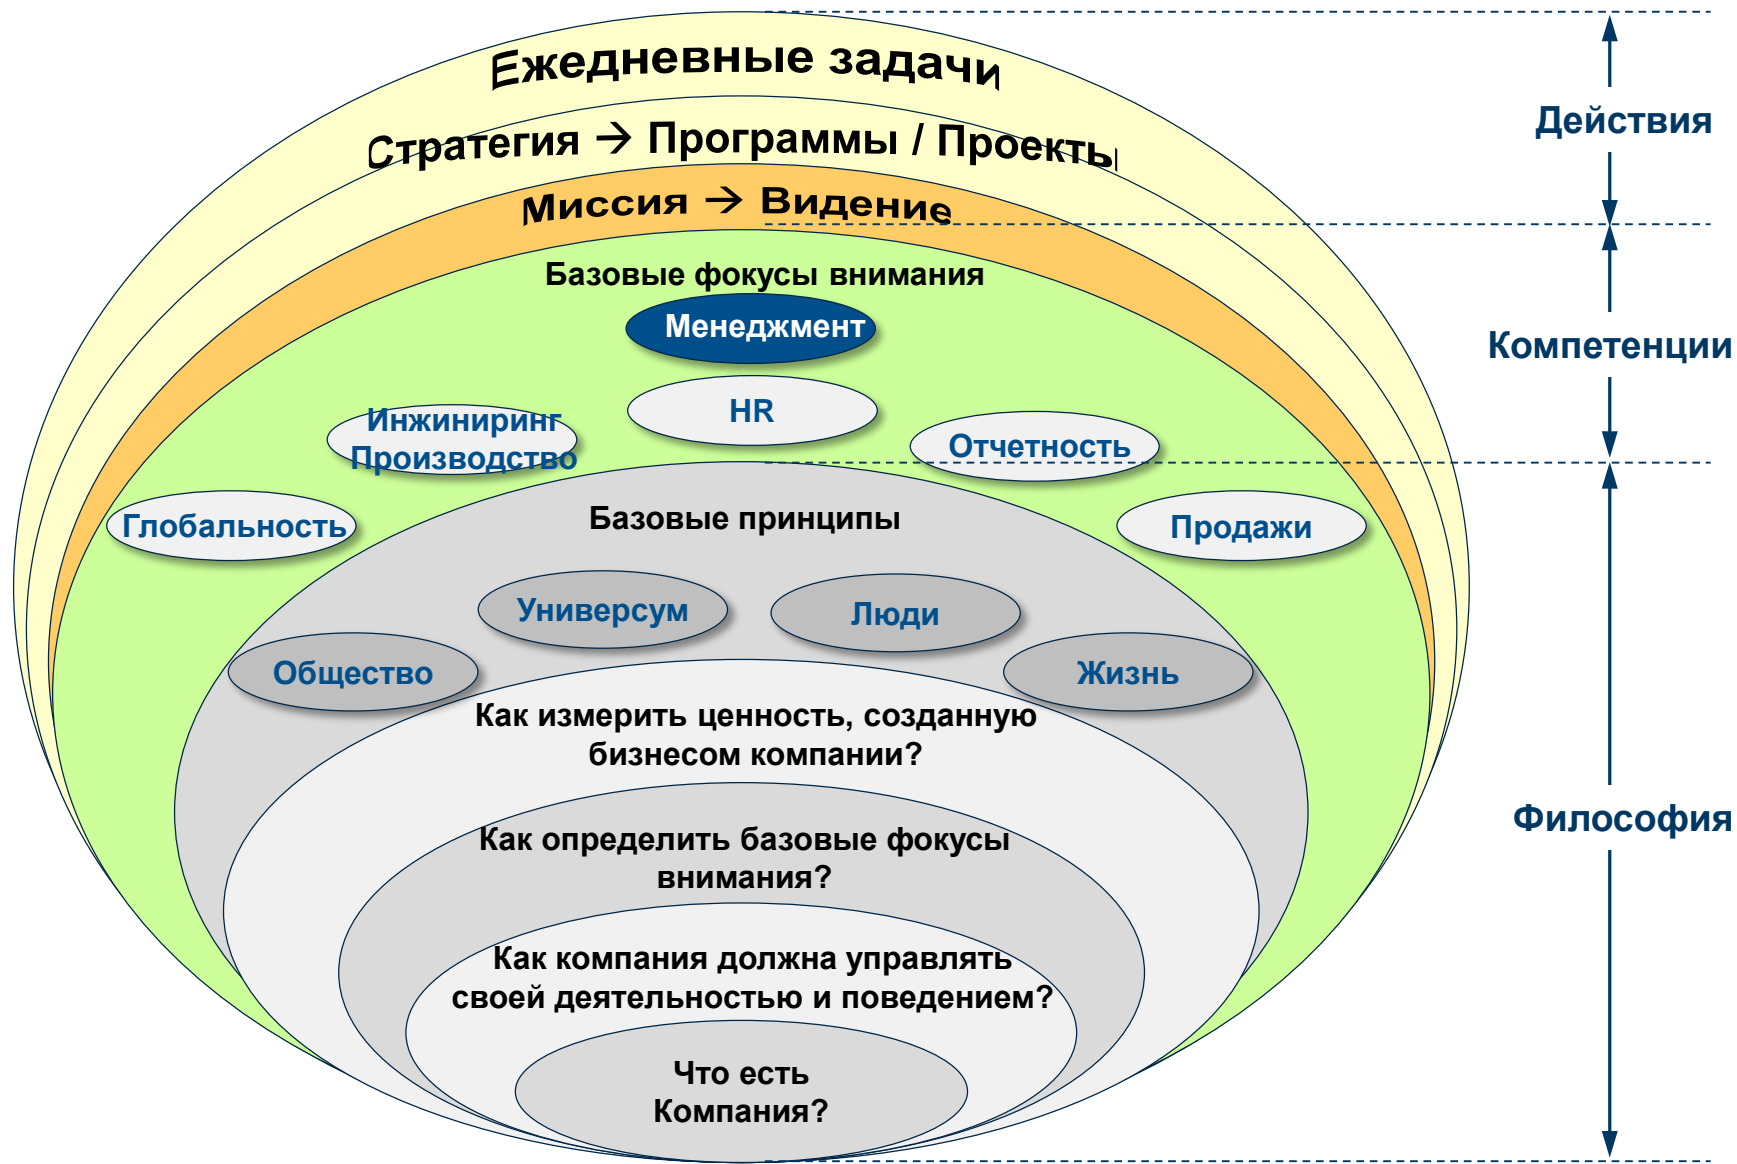 Ежедневные задачи
Стратегия → Программы / Проекты
Миссия → Видение
Базовые фокусы внимания
Менеджмент
HR
Инжиниринг
Производство
Отчетность
Глобальность
Продажи
Базовые принципы
Универсум
Люди
Общество
Жизнь
Как измерить ценность, созданную
бизнесом компании?
Как определить базовые фокусы
внимания?
Как компания должна управлять
своей деятельностью и поведением?
Что есть
Компания?
Действия
Компетенции
Философия